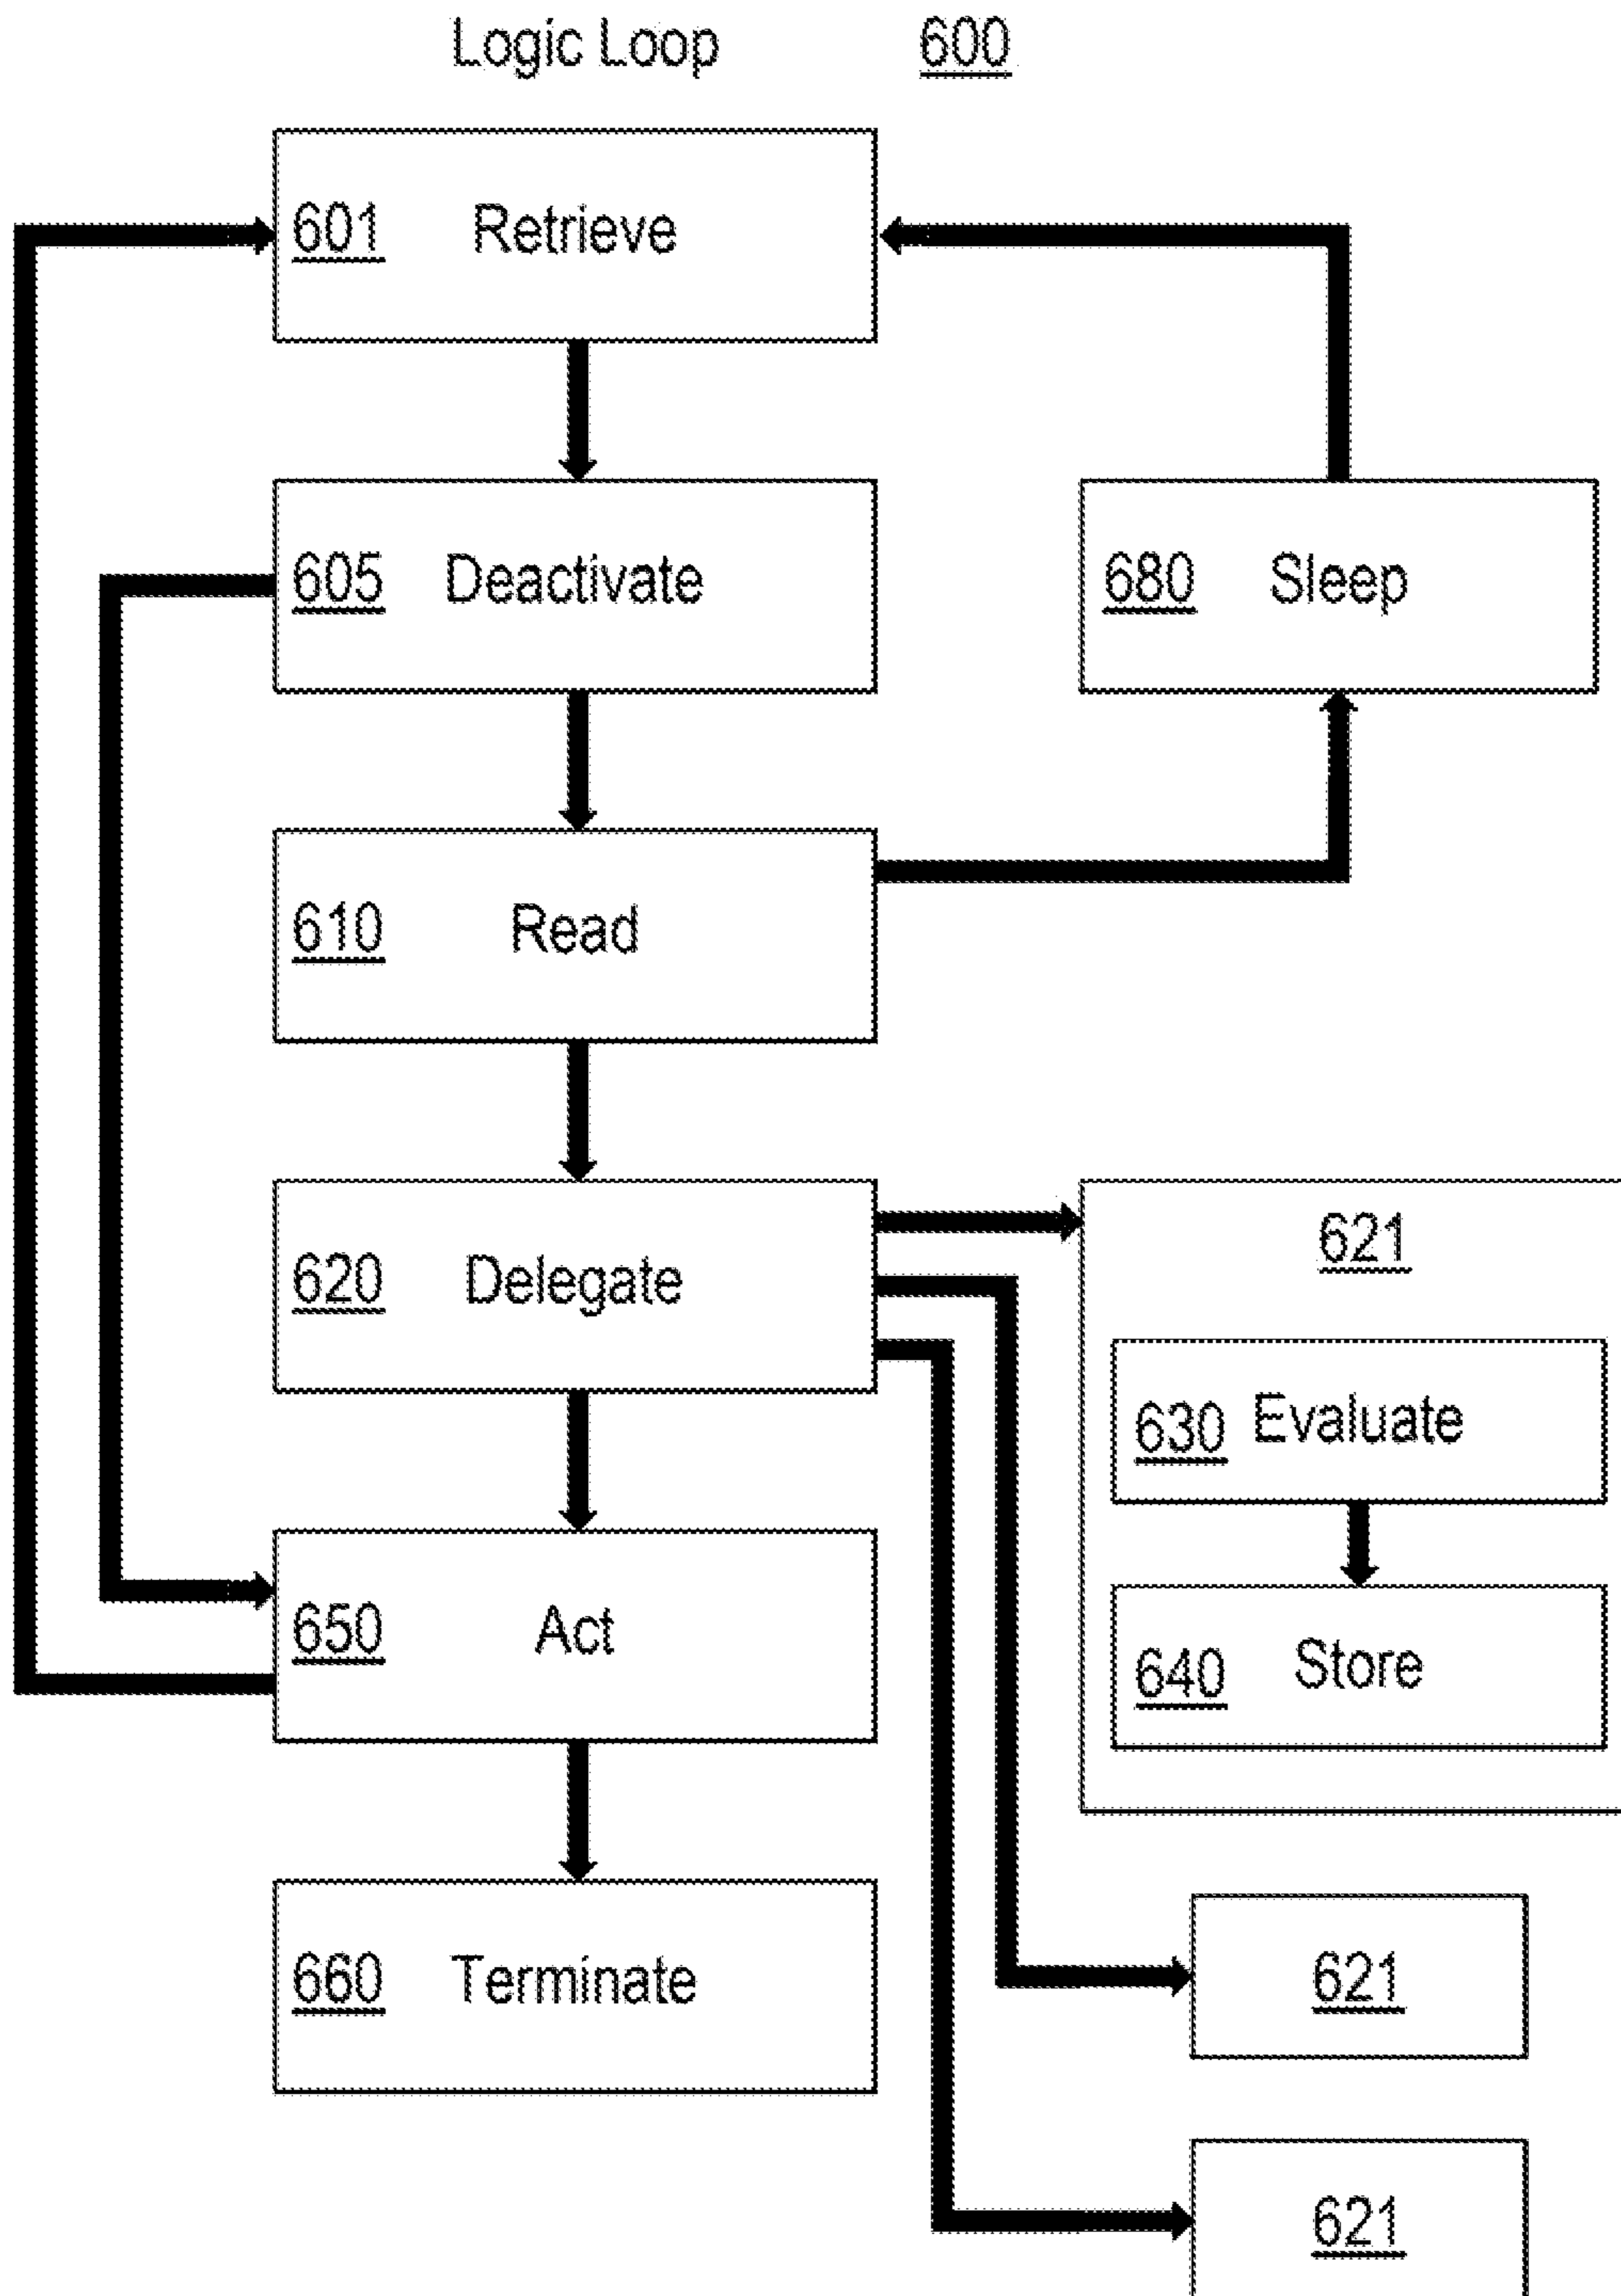 Logic Loop 600
601 Retrieve
605 Deactivate
680 Sleep
610 Read
620 Delegate
621
630 Evaluate
640 Store
650 Act
660 Terminate
621
621